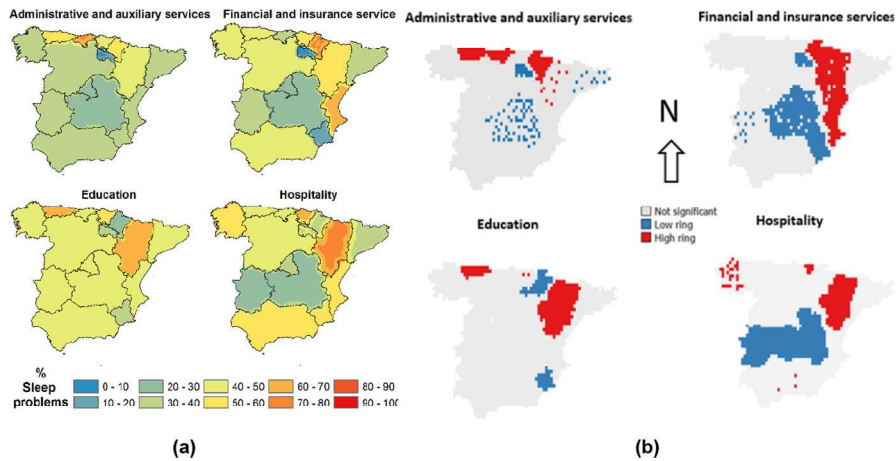 Administrative and auxiliary services
Financial and insurance service
Education
Hospitality
%
Sleep
problems
0 - 10
10 - 20
20 - 30
30 - 40
40 - 50
50 - 60
60 - 70
70 - 80
80 - 90
90 - 100
(a)
Administrative and auxiliary services
Financial and insurance services
N
Not significant
Low ring
High ring
Education
Hospitality
(b)